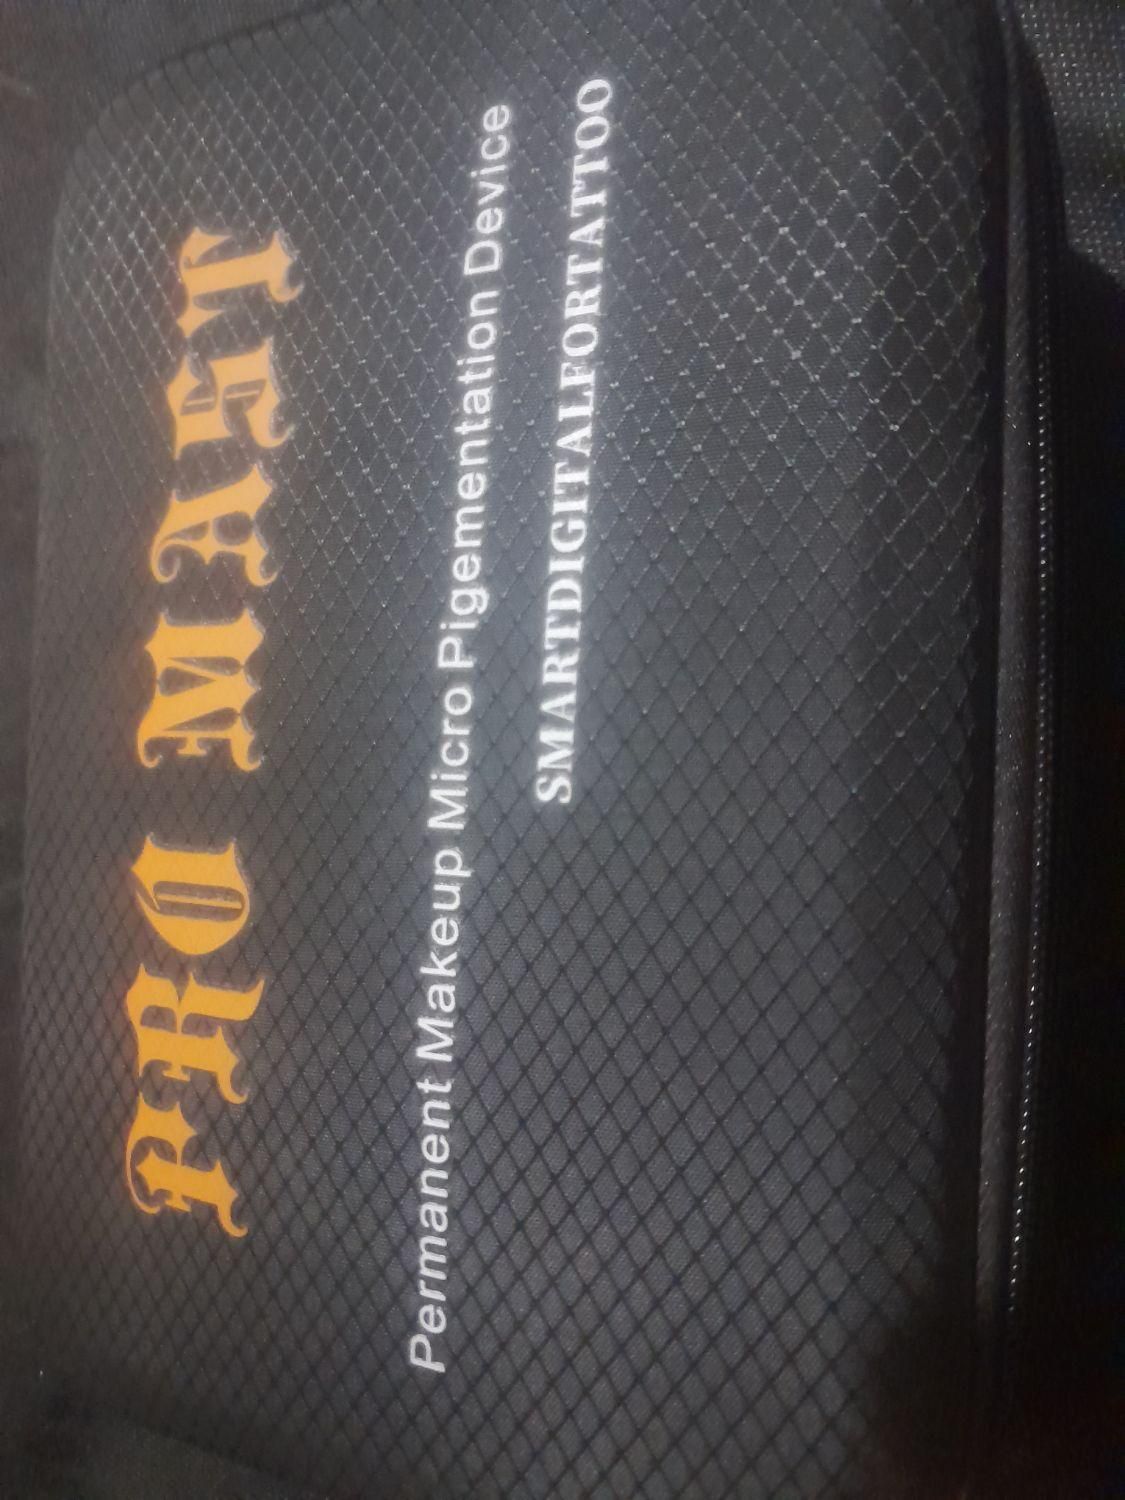 PRO MAST
Permanent Makeup Micro Pigementation Device
SMARTDIGITALFORTATTOO